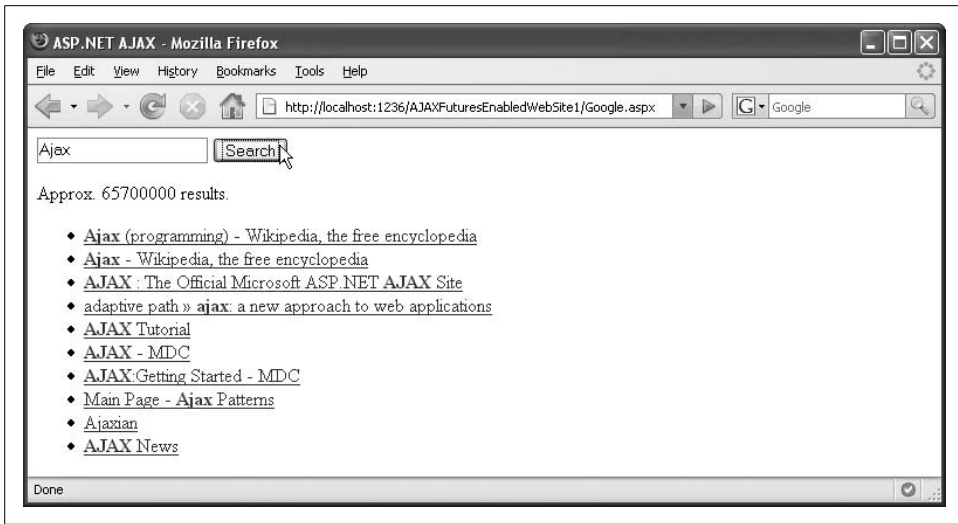 ASP.NET AJAX - Mozilla Firefox
File Edit View History Bookmarks Tools Help
http://localhost:1236/AJAXFuturesEnabledWebSite1/Google.aspx G Google
Ajax Search
Approx. 65700000 results.
• Ajax (programming) - Wikipedia, the free encyclopedia
• Ajax - Wikipedia, the free encyclopedia
• AJAX : The Official Microsoft ASP.NET AJAX Site
• adaptive path » ajax: a new approach to web applications
• AJAX Tutorial
• AJAX - MDC
• AJAX:Getting Started - MDC
• Main Page - Ajax Patterns
• Ajaxian
• AJAX News
Done